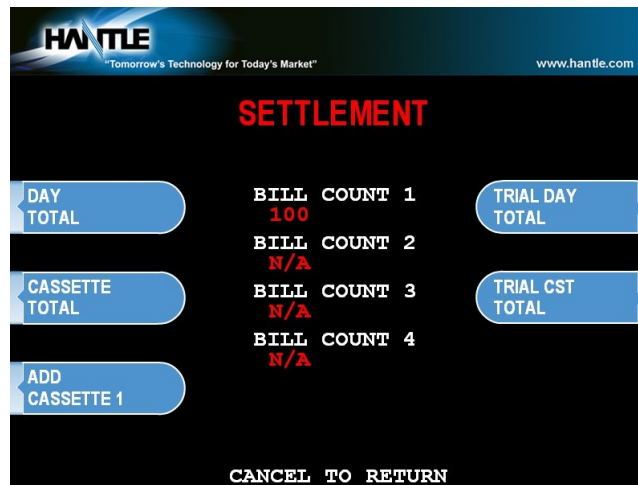 HANTLE
"Tomorrow's Technology for Today's Market"
www.hantle.com
SETTLEMENT
DAY
TOTAL
CASSETTE
TOTAL
ADD
CASSETTE 1
BILL COUNT 1
100
BILL COUNT 2
N/A
BILL COUNT 3
N/A
BILL COUNT 4
N/A
TRIAL DAY
TOTAL
TRIAL CST
TOTAL
CANCEL TO RETURN